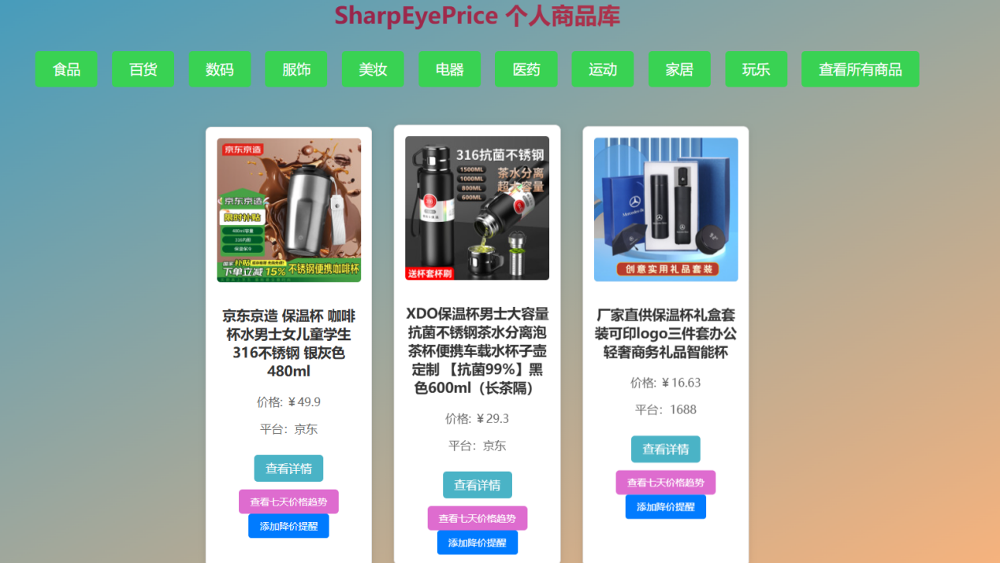 SharpEyePrice 个人商品库
食品 百货 数码 服饰 美妆 电器 医药 运动 家居 玩乐 查看所有商品
京东京造
京东京造
限时补贴
480ml容量
316内胆
保温保冷
国家补贴
下单立减15%
不锈钢便携咖啡杯
京东京造 保温杯 咖啡
杯水男士女儿童学生
316不锈钢 银灰色
480ml
价格: ￥49.9
平台: 京东
查看详情
查看七天价格趋势
添加降价提醒
316抗菌不锈钢
1500ML
1000ML
800ML
600ML
茶水分离
超大容量
送杯套杯刷
XDO保温杯男士大容量
抗菌不锈钢茶水分离泡
茶杯便携车载水杯子壶
定制 【抗菌99%】黑
色600ml（长茶隔）
价格: ￥29.3
平台: 京东
查看详情
查看七天价格趋势
添加降价提醒
创意实用礼品套装
厂家直供保温杯礼盒套
装可印logo三件套办公
轻奢商务礼品智能杯
价格: ￥16.63
平台: 1688
查看详情
查看七天价格趋势
添加降价提醒